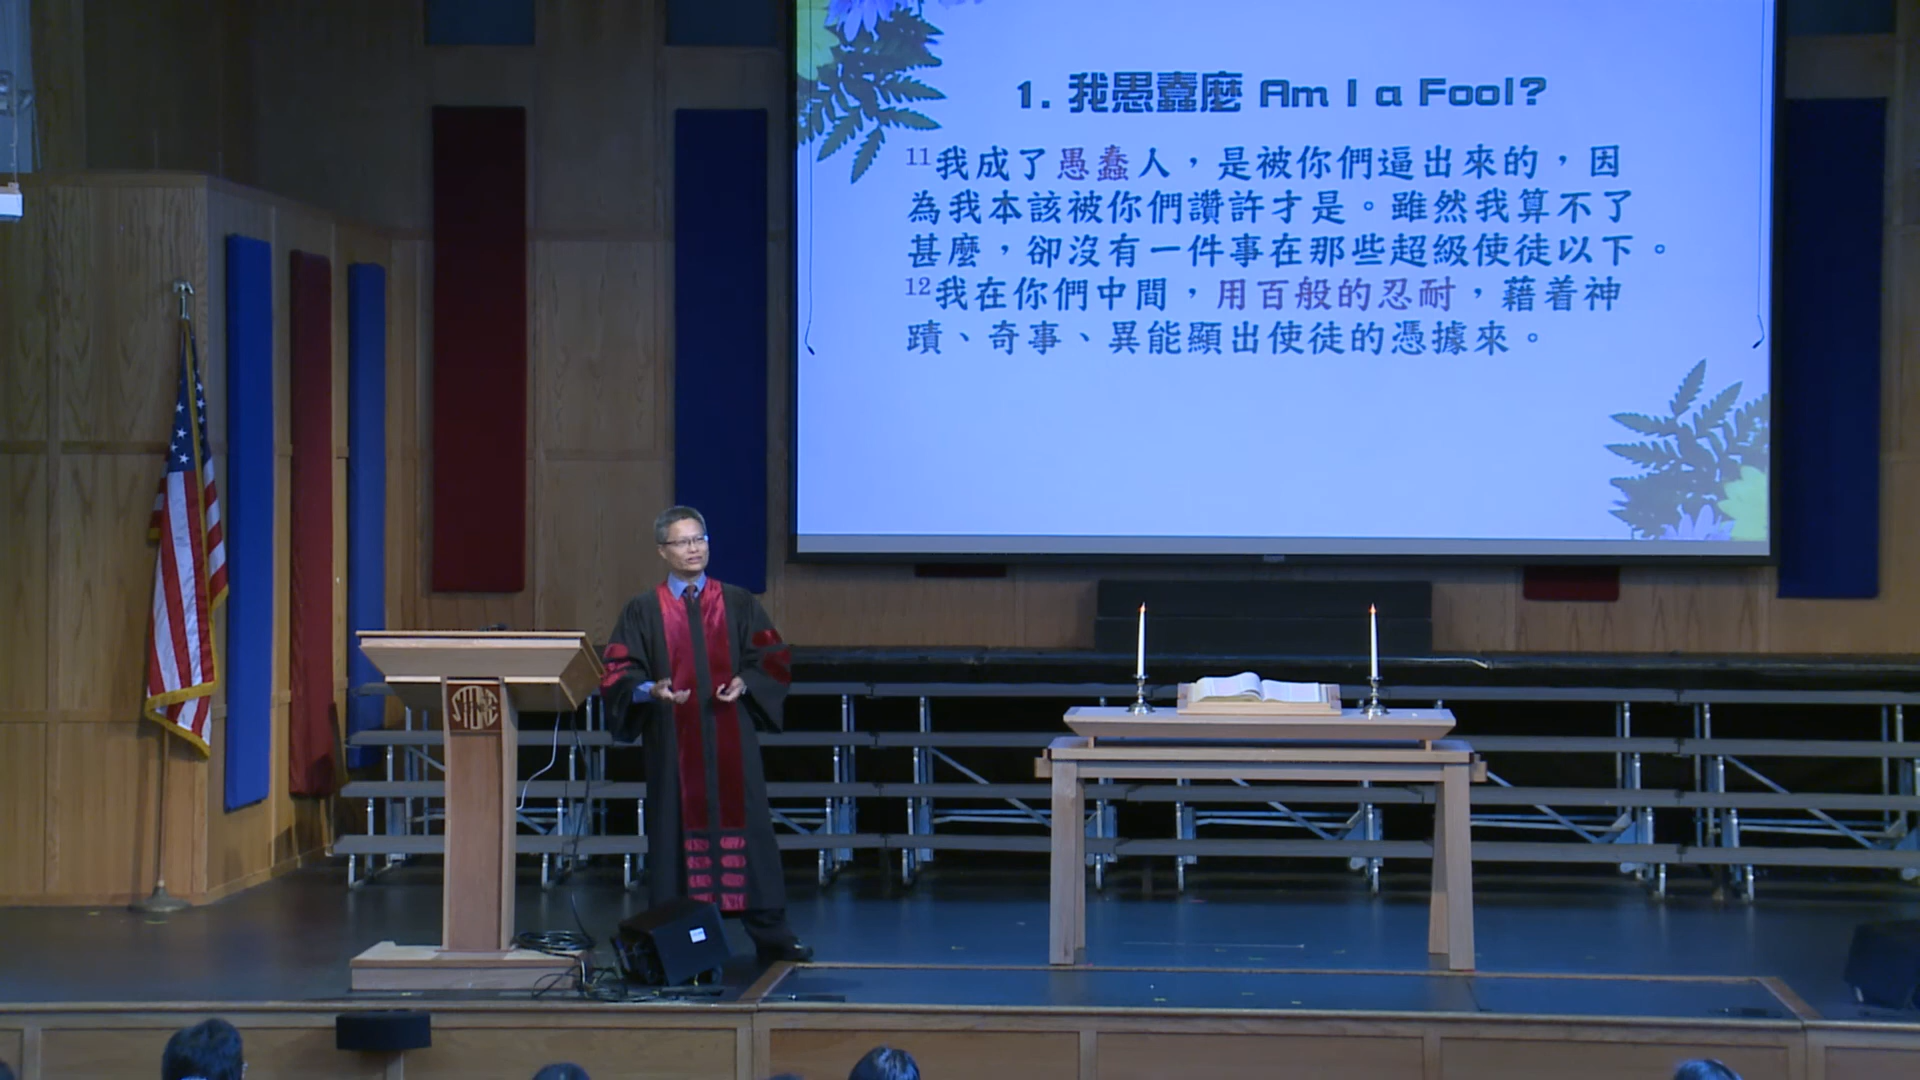 1. 我愚蠢麼 Am I a Fool?
11我成了愚蠢人，是被你們逼出來的，因
為我本該被你們讚許才是。雖然我算不了
甚麼，卻沒有一件事在那些超級使徒以下。
12我在你們中間，用百般的忍耐，藉着神
蹟、奇事、異能顯出使徒的憑據來。